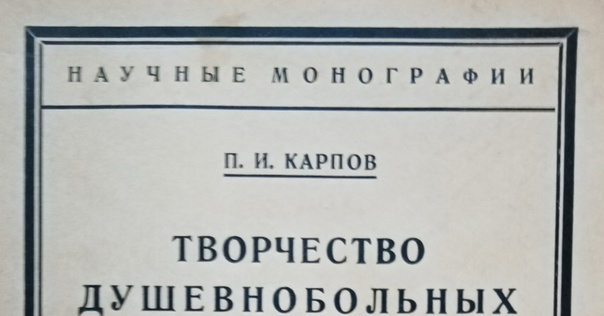 НАУЧНЫЕ МОНОГРАФИИ
П. И. КАРПОВ
ТВОРЧЕСТВО
ДУШЕВНОБОЛЬНЫХ